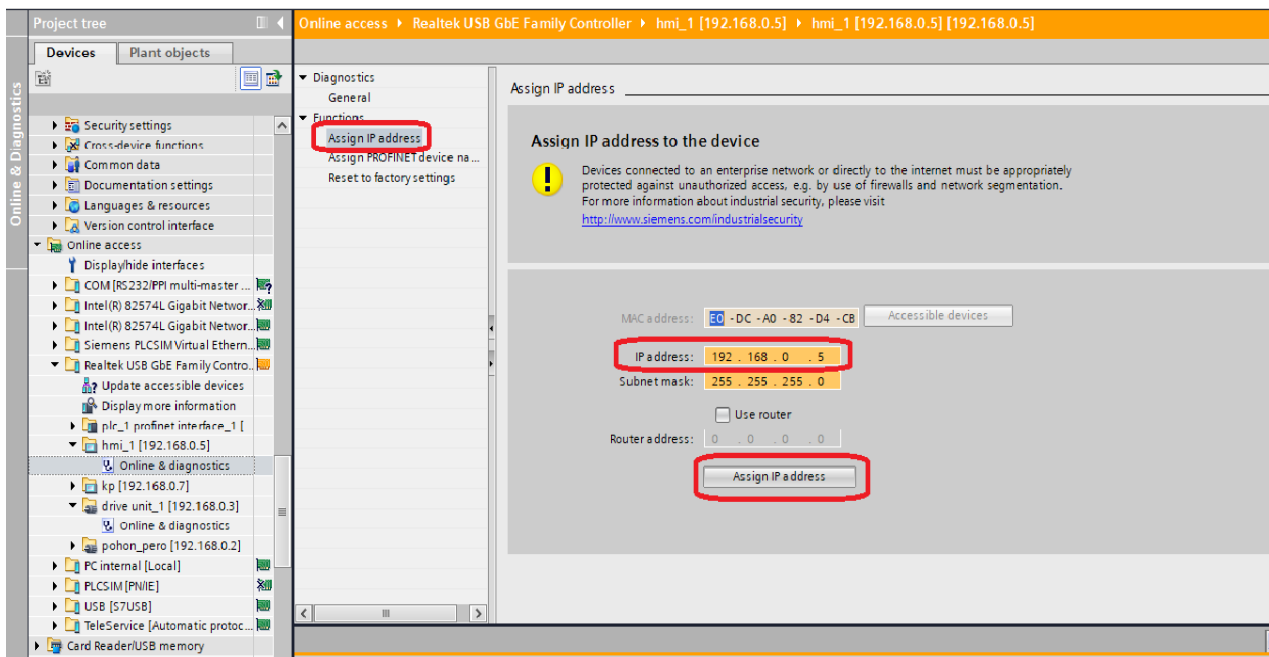 Project tree
Devices
Plant objects
Online & Diagnostics
Security settings
Cross-device functions
Common data
Documentation settings
Languages & resources
Version control interface
Online access
Display/hide interfaces
COM [RS232/PPI multi-master ...
Intel(R) 82574L Gigabit Networ...
Intel(R) 82574L Gigabit Networ...
Siemens PLCSIM Virtual Ethern...
Realtek USB GbE Family Contro..
Update accessible devices
Display more information
plc_1 profinet interface_1 [
hmi_1 [192.168.0.5]
Online & diagnostics
kp [192.168.0.7]
drive unit_1 [192.168.0.3]
Online & diagnostics
pohon_pero [192.168.0.2]
PC internal [Local]
PLCSIM [PN/IE]
USB [S7USB]
TeleService [Automatic protoc...
Card Reader/USB memory
Online access Realtek USB GbE Family Controller hmi_1 [192.168.0.5] hmi_1 [192.168.0.5] [192.168.0.5]
Diagnostics
General
Functions
Assign IP address
Assign PROFINET device na...
Reset to factory settings
Assign IP address
Assign IP address to the device
Devices connected to an enterprise network or directly to the internet must be appropriately
protected against unauthorized access, e.g. by use of firewalls and network segmentation.
For more information about industrial security, please visit
http://www.siemens.com/industrialsecurity
MAC address: E0 -DC -A0 -82 -D4 -CB Accessible devices
IP address: 192 . 168 . 0 . 5
Subnet mask: 255 . 255 . 255 . 0
Use router
Router address: 0 . 0 . 0 . 0
Assign IP address